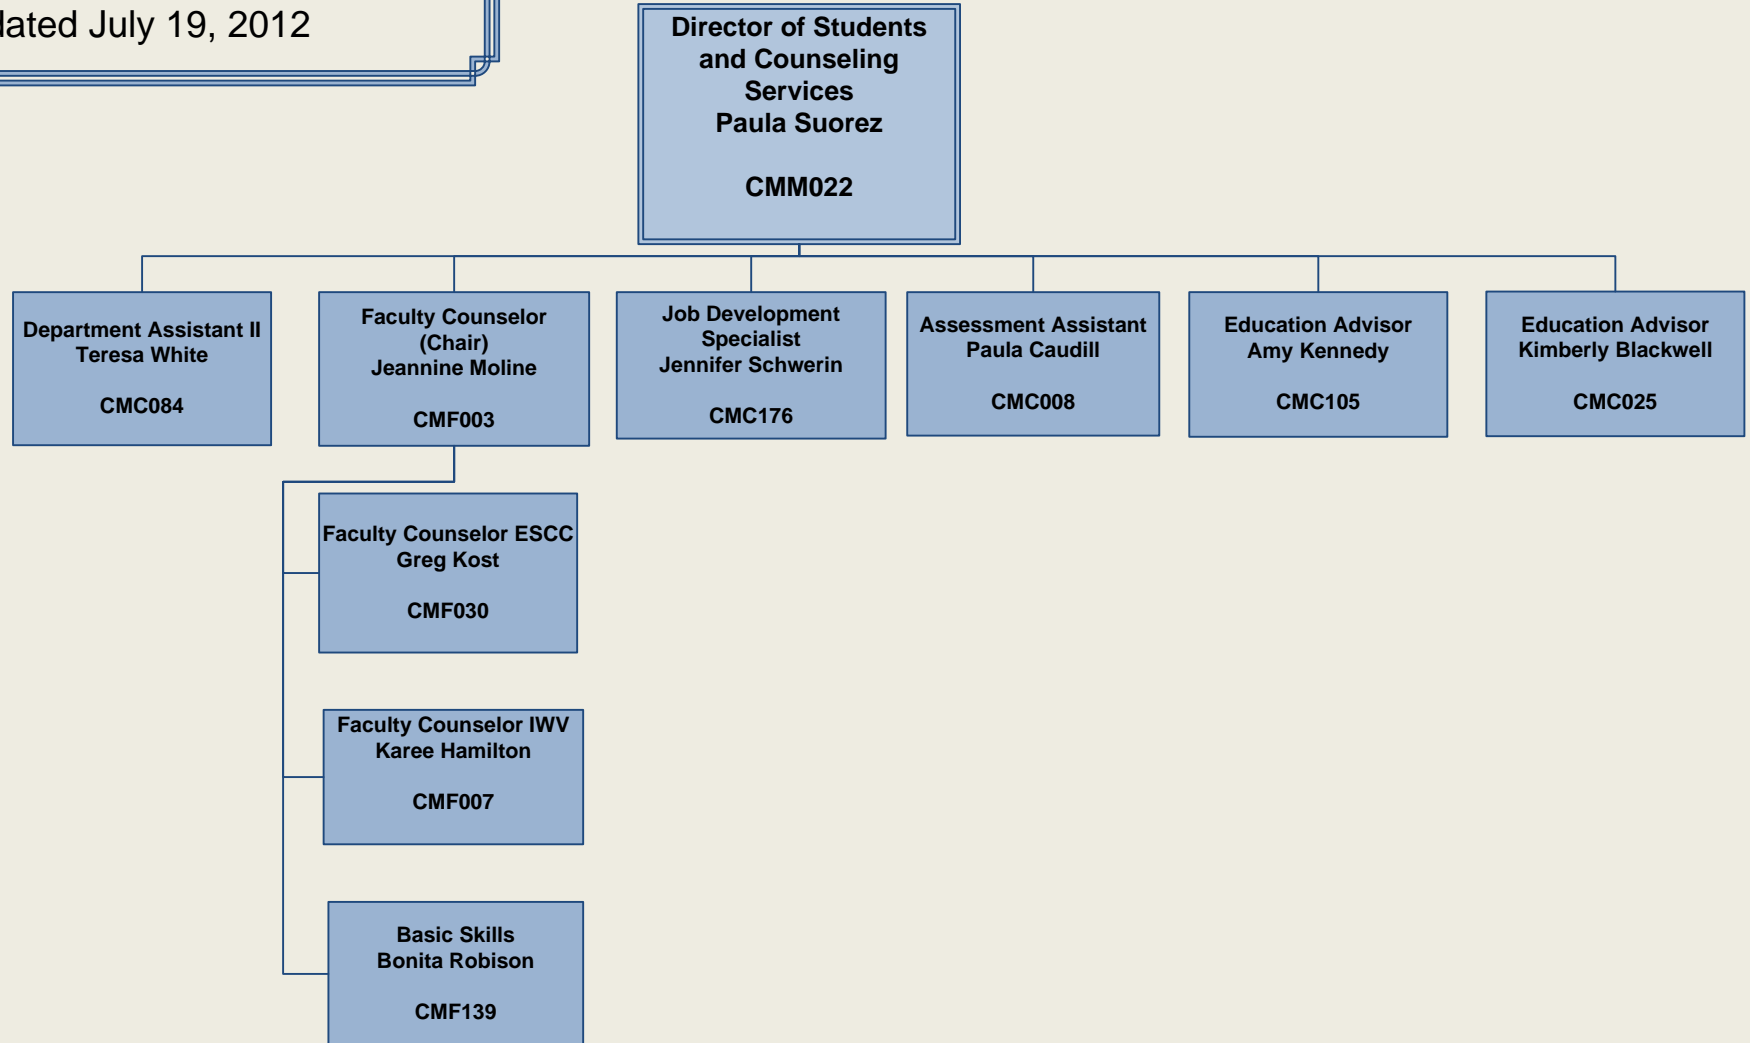 July 19, 2012
Director of Students
and Counseling
Services
Paula Suorez
CMM022
Department Assistant II
Teresa White
CMC084
Faculty Counselor
(Chair)
Jeannine Moline
CMF003
Job Development
Specialist
Jennifer Schwerin
CMC176
Assessment Assistant
Paula Caudill
CMC008
Education Advisor
Amy Kennedy
CMC105
Education Advisor
Kimberly Blackwell
CMC025
Faculty Counselor ESCC
Greg Kost
CMF030
Faculty Counselor IWV
Karee Hamilton
CMF007
Basic Skills
Bonita Robison
CMF139